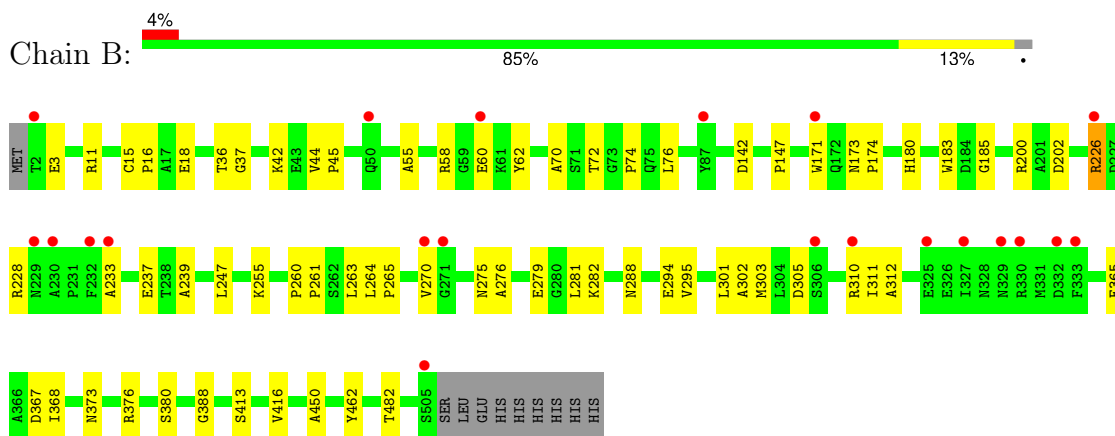 4%
Chain B:
85% 13% •
MET T2 E3 R11 C15 P16 A17 E18 T36 G37 K42 E43 V44 P45 Q50 A55 R58 G59 E60 K61 Y62 A70 S71 T72 G73 P74 Q75 L76 Y87 D142 P147 W171 Q172 N173 P174 H180 W183 D184 G185 R200 A201 D202 R226 D227
R228 N229 A230 P231 F232 A233 E237 T238 A239 L247 K255 P260 P261 S262 L263 L264 P265 V270 G271 N275 A276 E279 G280 L281 K282 N288 E294 V295 L301 A302 M303 L304 D305 S306 R310 I311 A312 E325 E326 I327 N328 N329 R330 M331 D332 F333 E365
A366 D367 I368 N373 R376 S380 G388 S413 V416 A450 Y462 T482 S505 SER LEU GLU HIS HIS HIS HIS HIS HIS